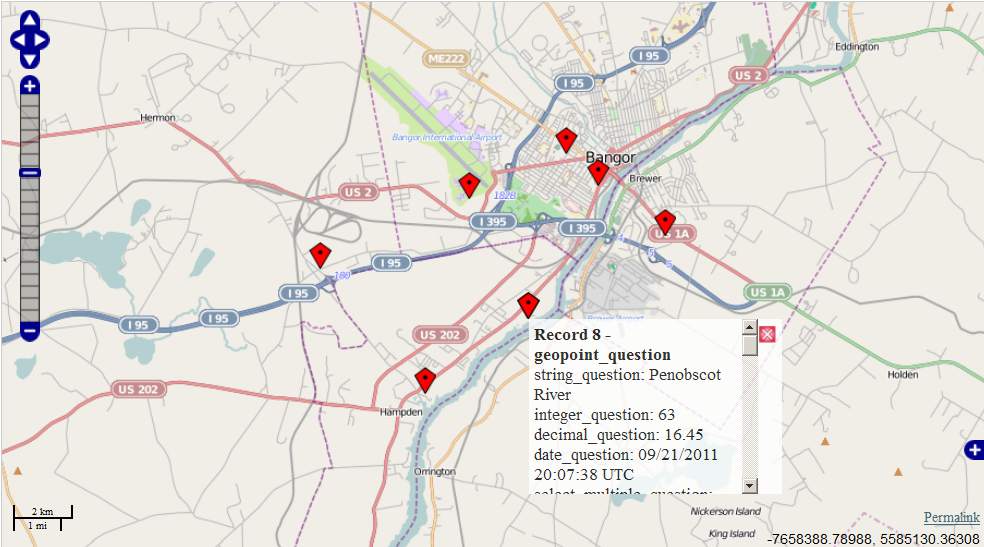 I 95
Eddington
ME222
I 95
US 2
Hermon
Bangor International Airport
Bangor
Brewer
US 2
182B
I 395
I 395
US 1A
4
5
I 95
180
I 95
US 1A
I 95
I 95
US 202
Brewer Airport
Record 8 -
geopoint_question
string_question: Penobscot
River
integer_question: 63
decimal_question: 16.45
date_question: 09/21/2011
20:07:38 UTC
select_multiple_question:
Holden
US 202
Hampden
Orrington
2 km
1 mi
Nickerson Island
King Island
Permalink
-7658388.78988, 5585130.36308